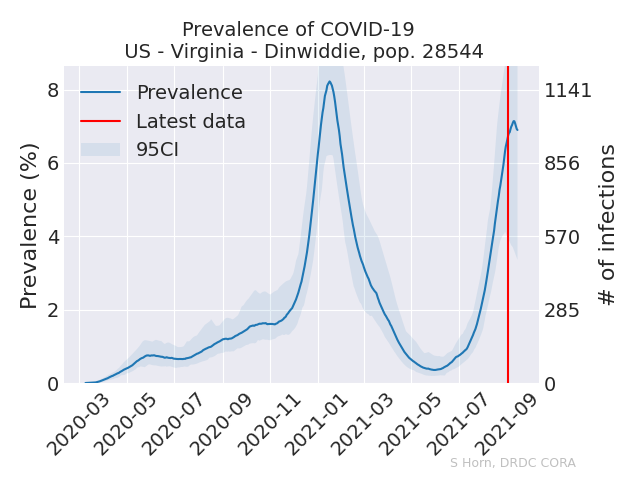 Prevalence of COVID-19
US - Virginia - Dinwiddie, pop. 28544
Prevalence
Latest data
95CI
Prevalence (%)
8
6
4
2
0
1141
856
570
285
0
# of infections
2020-03
2020-05
2020-07
2020-09
2020-11
2021-01
2021-03
2021-05
2021-07
2021-09
S Horn, DRDC CORA